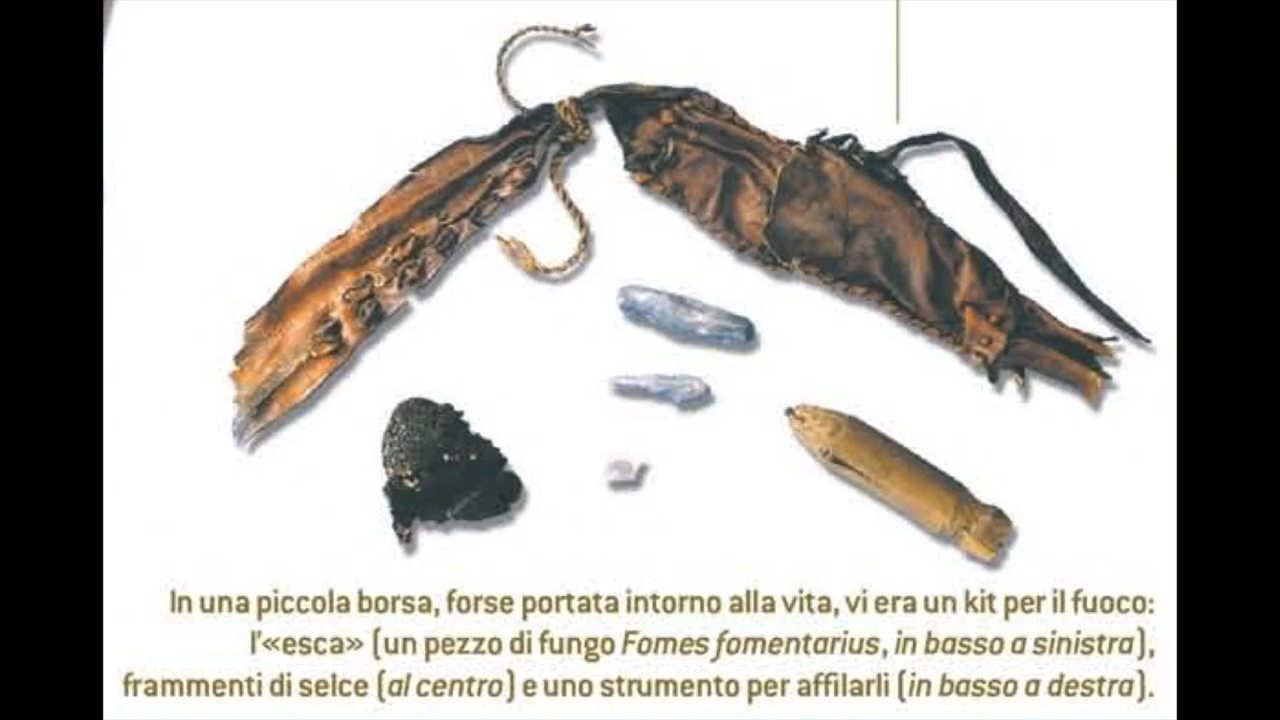 In una piccola borsa, forse portata intorno alla vita, vi era un kit per il fuoco:
l'«esca» (un pezzo di fungo Fomes fomentarius, in basso a sinistra),
frammenti di selce (al centro) e uno strumento per affilarli (in basso a destra).